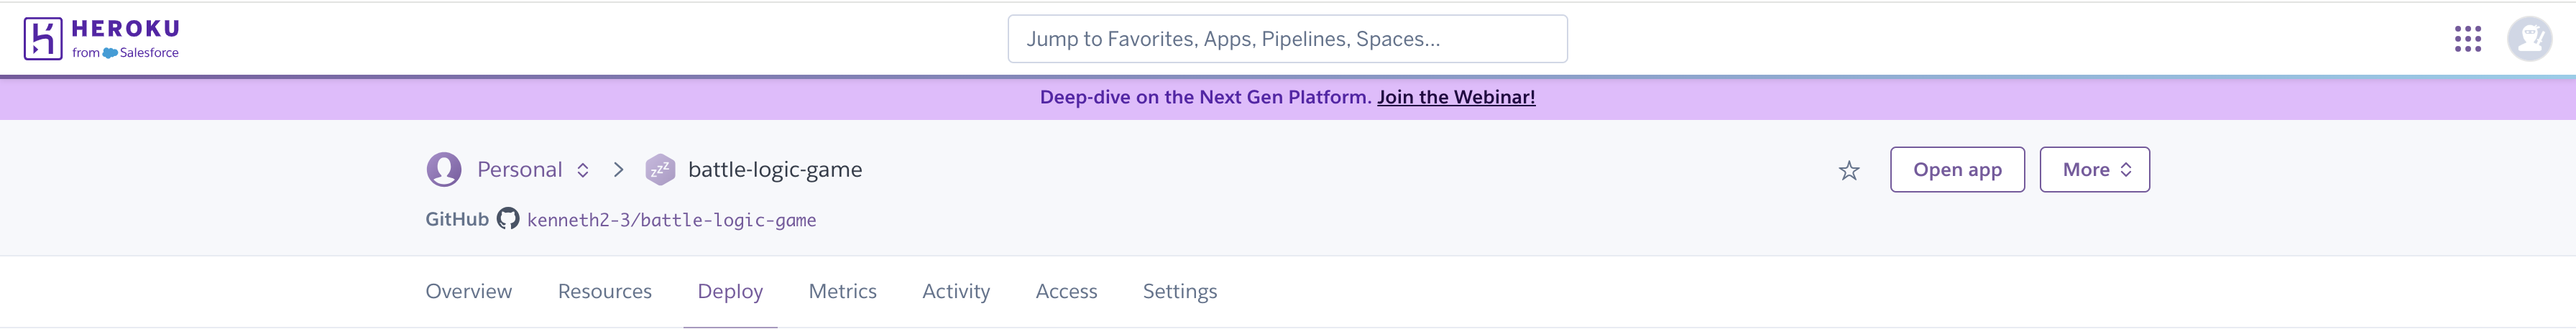 HEROKU
from Salesforce
Jump to Favorites, Apps, Pipelines, Spaces...
Deep-dive on the Next Gen Platform. Join the Webinar!
Personal > zzZ battle-logic-game
Open app
More
GitHub kenneth2-3/battle-logic-game
Overview Resources Deploy Metrics Activity Access Settings